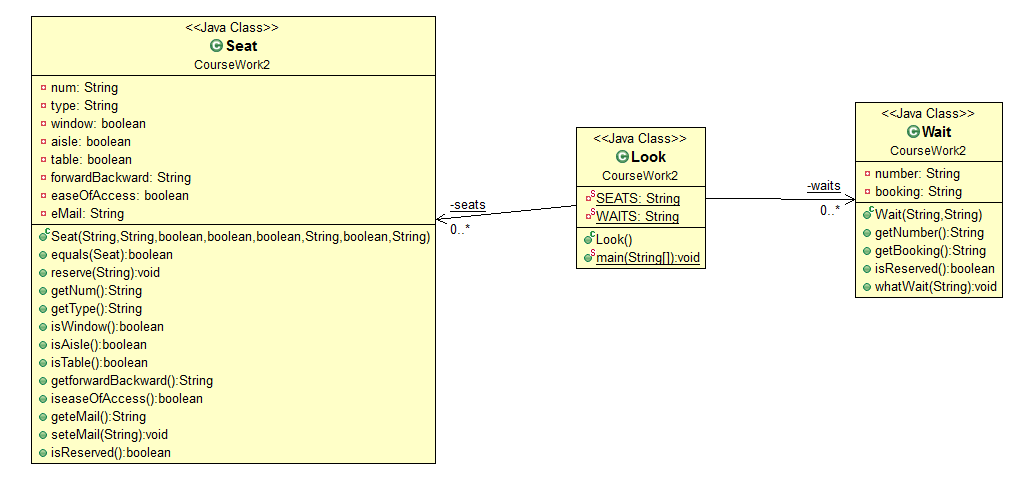 <<Java Class>>
Seat
CourseWork2
num: String
type: String
window: boolean
aisle: boolean
table: boolean
forwardBackward: String
easeOfAccess: boolean
eMail: String
Seat(String,String,boolean,boolean,boolean,String,boolean,String)
equals(Seat):boolean
reserve(String):void
getNum():String
getType():String
isWindow():boolean
isAisle():boolean
isTable():boolean
getforwardBackward():String
iseaseOfAccess():boolean
geteMail():String
seteMail(String):void
isReserved():boolean
-seats
0..*
<<Java Class>>
Look
CourseWork2
SEATS: String
WAITS: String
Look()
main(String[]):void
-waits
0..*
<<Java Class>>
Wait
CourseWork2
number: String
booking: String
Wait(String,String)
getNumber():String
getBooking():String
isReserved():boolean
whatWait(String):void